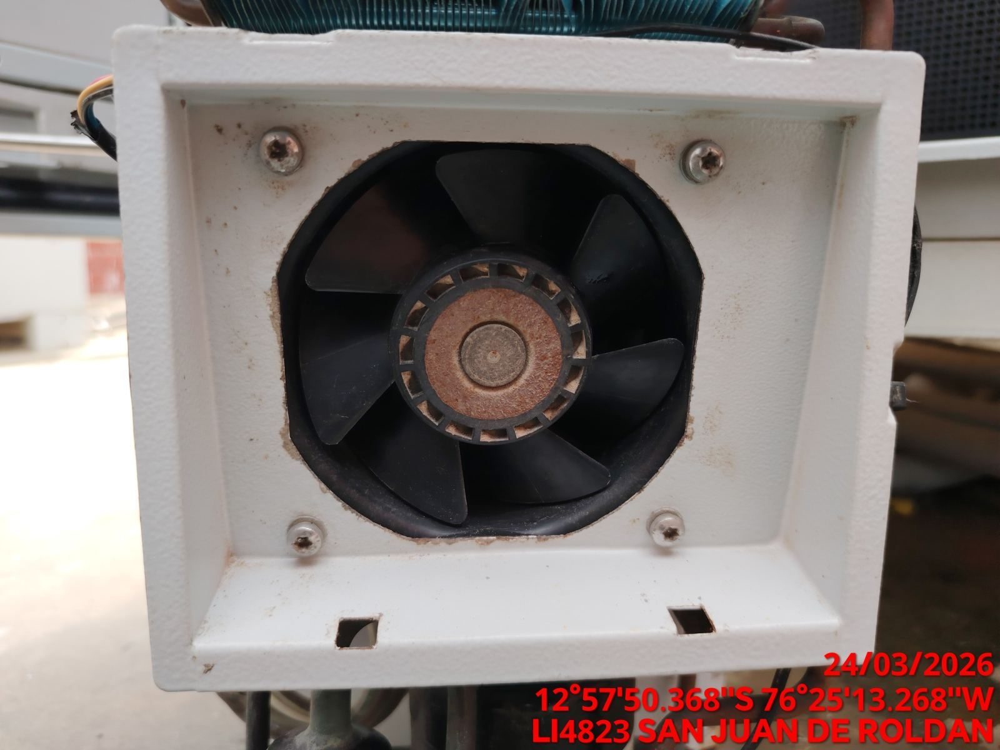 24/03/2026
12°57'50.368"S 76°25'13.268"W
LI4823 SAN JUAN DE ROLDAN